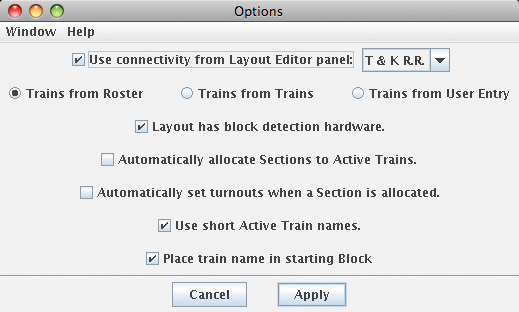 Options
Window Help
Use connectivity from Layout Editor panel: T & K R.R.
Trains from Roster Trains from Trains Trains from User Entry
Layout has block detection hardware.
Automatically allocate Sections to Active Trains.
Automatically set turnouts when a Section is allocated.
Use short Active Train names.
Place train name in starting Block
Cancel Apply